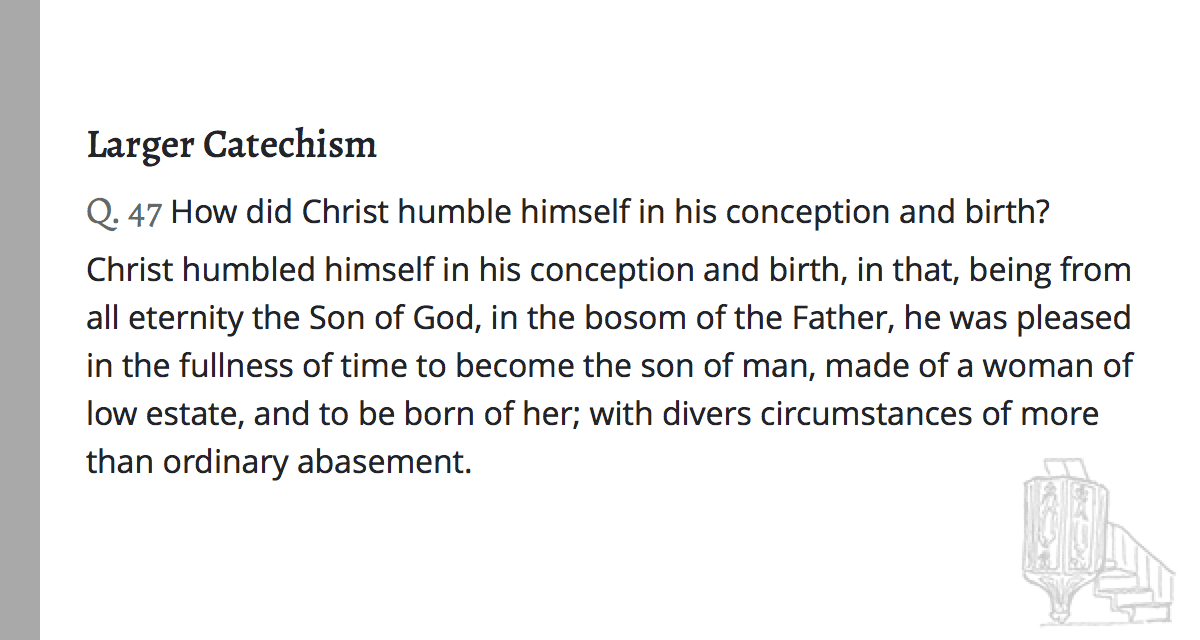 Larger Catechism
Q. 47 How did Christ humble himself in his conception and birth?
Christ humbled himself in his conception and birth, in that, being from
all eternity the Son of God, in the bosom of the Father, he was pleased
in the fullness of time to become the son of man, made of a woman of
low estate, and to be born of her; with divers circumstances of more
than ordinary abasement.